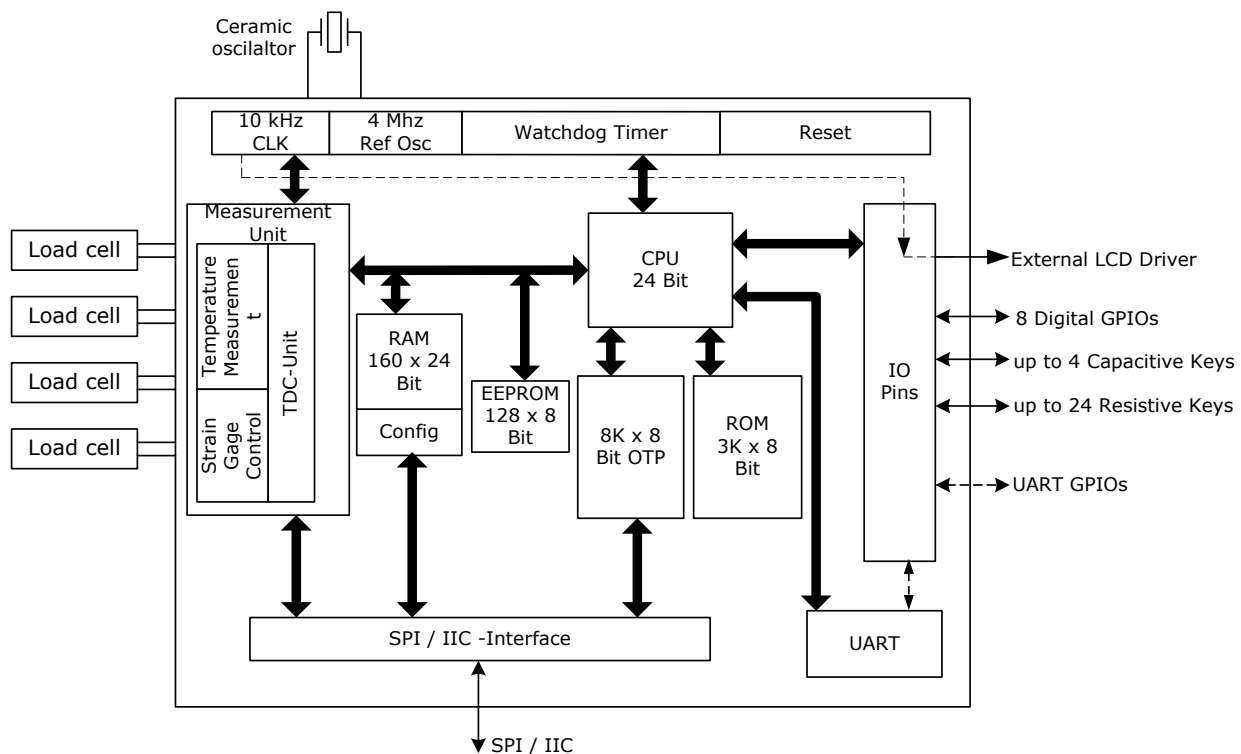 Ceramic
oscilaltor
10 kHz
CLK
4 Mhz
Ref Osc
Watchdog Timer
Reset
Measurement
Unit
Temperature
Measuremen
t
Strain
Gage
Control
TDC-Unit
Load cell
Load cell
Load cell
Load cell
CPU
24 Bit
RAM
160 x 24
Bit
Config
EEPROM
128 x 8
Bit
8K x 8
Bit OTP
ROM
3K x 8
Bit
IO
Pins
External LCD Driver
8 Digital GPIOs
up to 4 Capacitive Keys
up to 24 Resistive Keys
UART GPIOs
SPI / IIC -Interface
UART
SPI / IIC